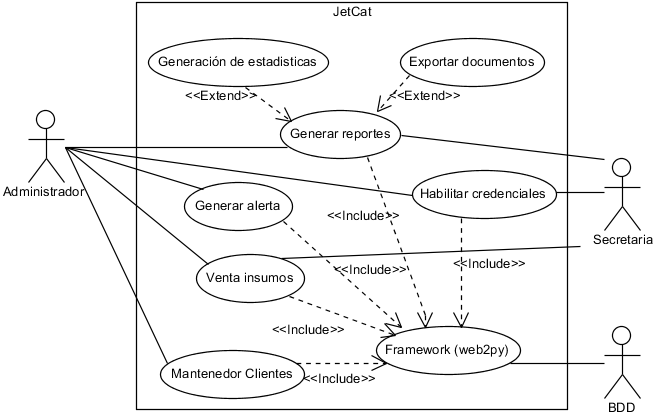 JetCat
Generación de estadisticas
Exportar documentos
<<Extend>>
<<Extend>>
Generar reportes
Administrador
Habilitar credenciales
Generar alerta
<<Include>>
Secretaria
<<Include>>
<<Include>>
Venta insumos
<<Include>>
Framework (web2py)
Mantenedor Clientes
<<Include>>
BDD